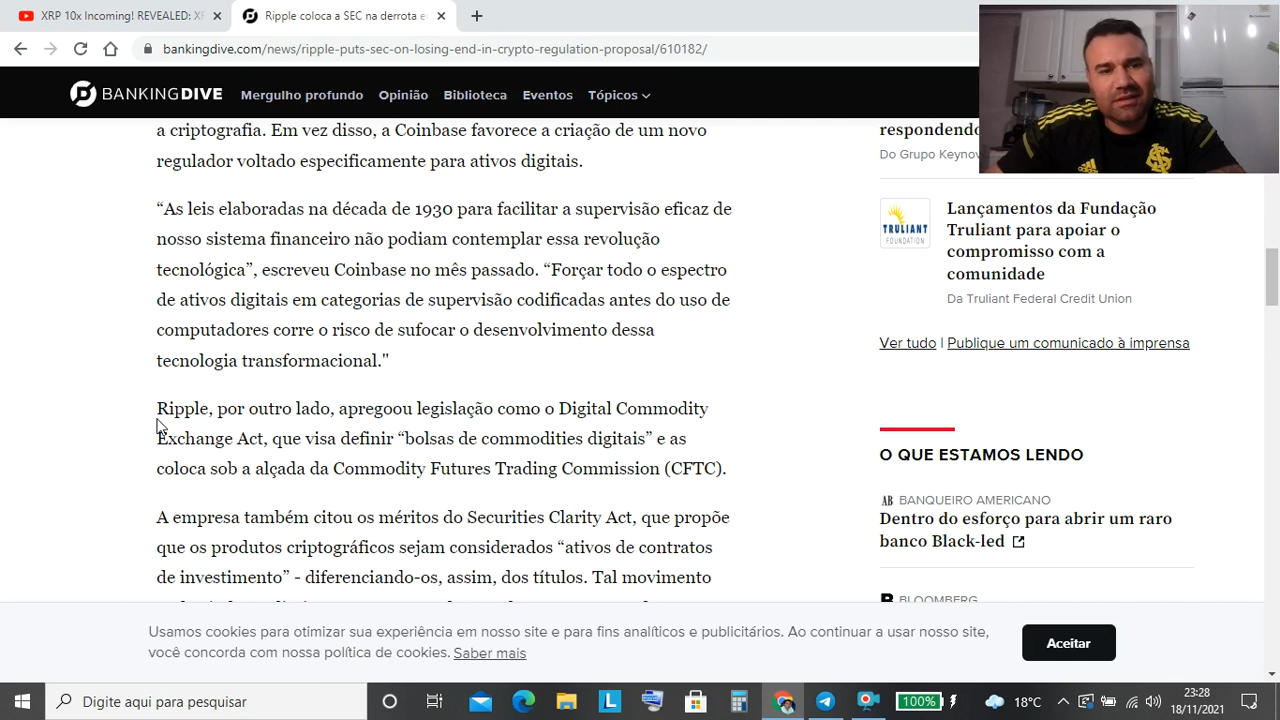 XRP 10x Incoming! REVEALED: XR
Ripple coloca a SEC na derrota e
bankingdive.com/news/ripple-puts-sec-on-losing-end-in-crypto-regulation-proposal/610182/
BANKINGDIVE Mergulho profundo Opinião Biblioteca Eventos Tópicos
a criptografia. Em vez disso, a Coinbase favorece a criação de um novo
regulador voltado especificamente para ativos digitais.
“As leis elaboradas na década de 1930 para facilitar a supervisão eficaz de
nosso sistema financeiro não podiam contemplar essa revolução
tecnológica”, escreveu Coinbase no mês passado. “Forçar todo o espectro
de ativos digitais em categorias de supervisão codificadas antes do uso de
computadores corre o risco de sufocar o desenvolvimento dessa
tecnologia transformacional."
Ripple, por outro lado, apregoou legislação como o Digital Commodity
Exchange Act, que visa definir “bolsas de commodities digitais” e as
coloca sob a alçada da Commodity Futures Trading Commission (CFTC).
A empresa também citou os méritos do Securities Clarity Act, que propõe
que os produtos criptográficos sejam considerados “ativos de contratos
de investimento” - diferenciando-os, assim, dos títulos. Tal movimento
respondendo
Do Grupo Keynov
TRULIANT
FOUNDATION
Lançamentos da Fundação
Truliant para apoiar o
compromisso com a
comunidade
Da Truliant Federal Credit Union
Ver tudo | Publique um comunicado à imprensa
O QUE ESTAMOS LENDO
AB BANQUEIRO AMERICANO
Dentro do esforço para abrir um raro
banco Black-led
B BLOOMBERG
Usamos cookies para otimizar sua experiência em nosso site e para fins analíticos e publicitários. Ao continuar a usar nosso site,
você concorda com nossa política de cookies. Saber mais
Aceitar
Digite aqui para pesquisar
L
100%
18°C
23:28
18/11/2021